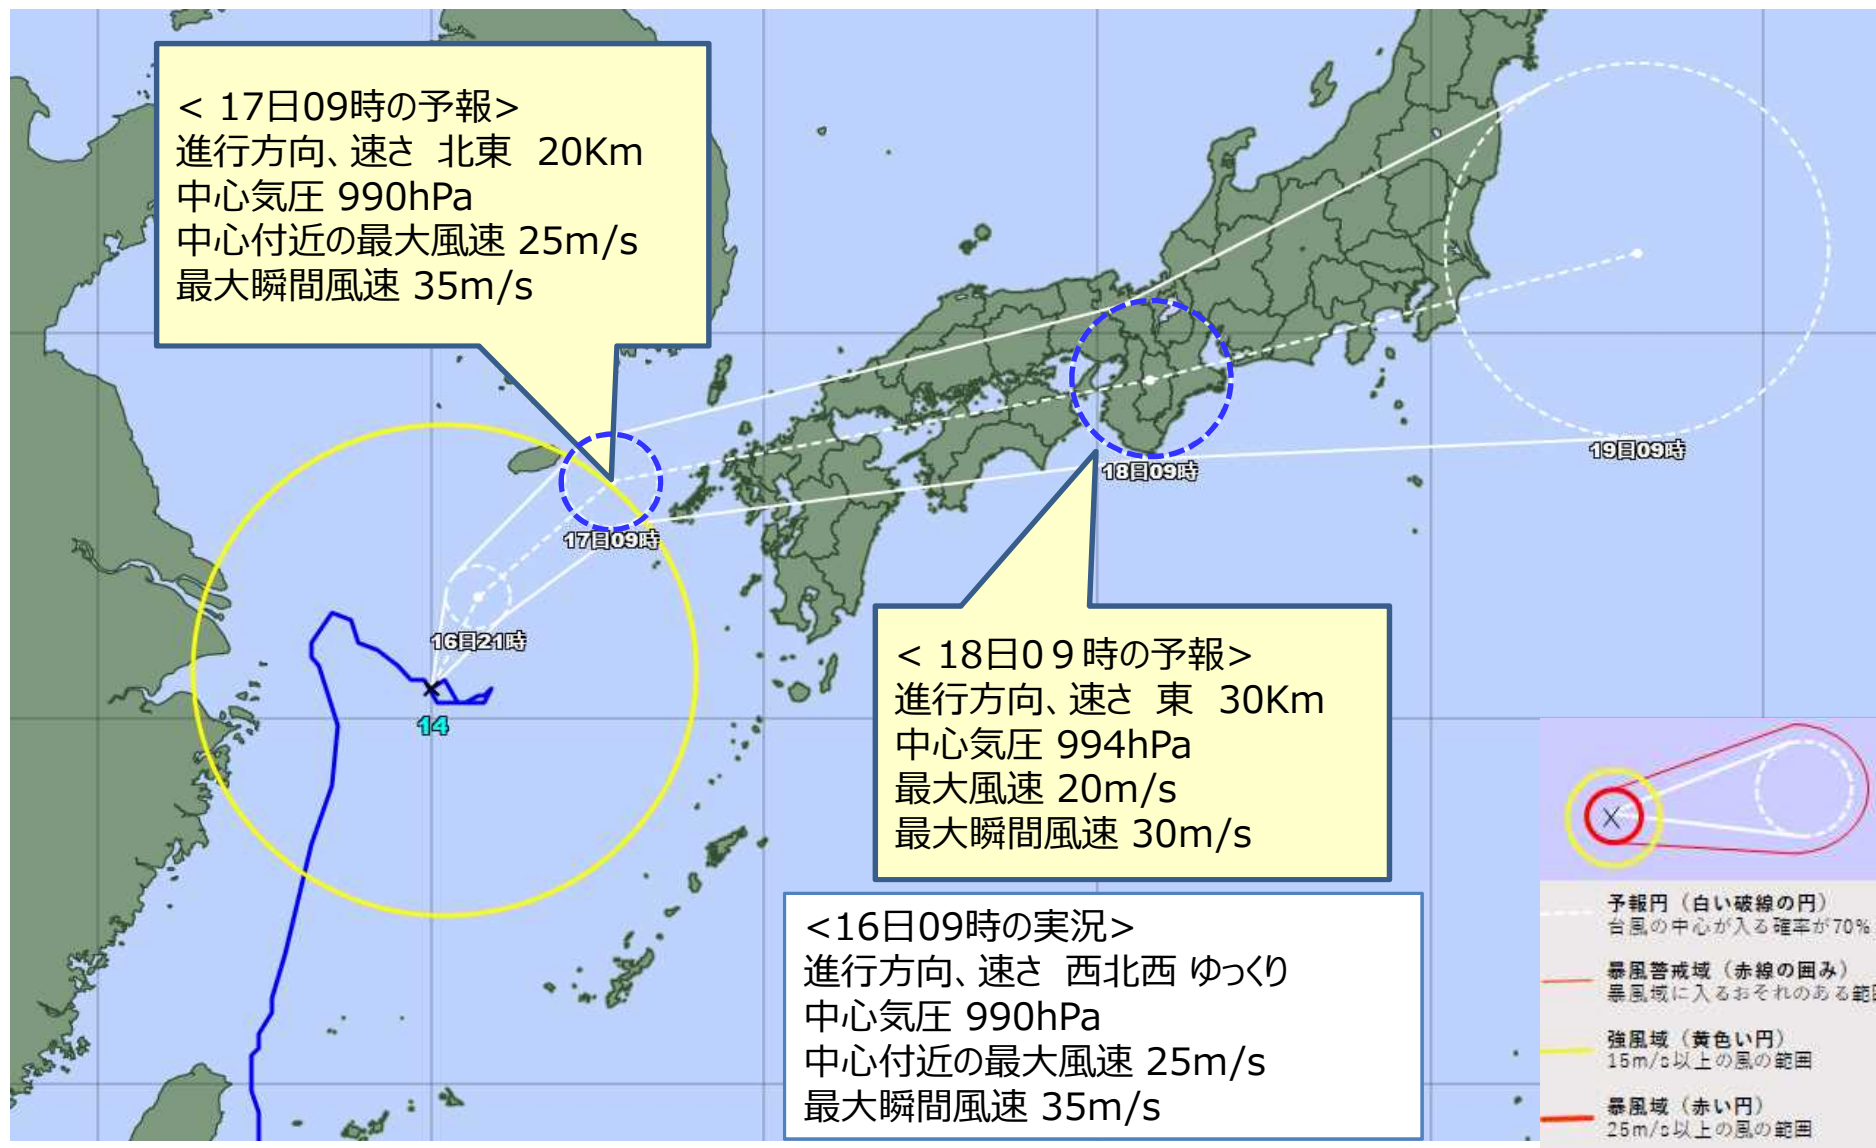 < 17日09時の予報>
進行方向、速さ 北東 20Km
中心気圧 990hPa
中心付近の最大風速 25m/s
最大瞬間風速 35m/s
19日09時
18日09時
17日09時
16日21時
14
< 18日0９時の予報>
進行方向、速さ 東 30Km
中心気圧 994hPa
最大風速 20m/s
最大瞬間風速 30m/s
<16日09時の実況>
進行方向、速さ 西北西 ゆっくり
中心気圧 990hPa
中心付近の最大風速 25m/s
最大瞬間風速 35m/s
X
予報円（白い破線の円）
台風の中心が入る確率が70%
暴風警戒域（赤線の囲み）
暴風域に入るおそれのある範囲
強風域（黄色い円）
15m/s以上の風の範囲
暴風域（赤い円）
25m/s以上の風の範囲